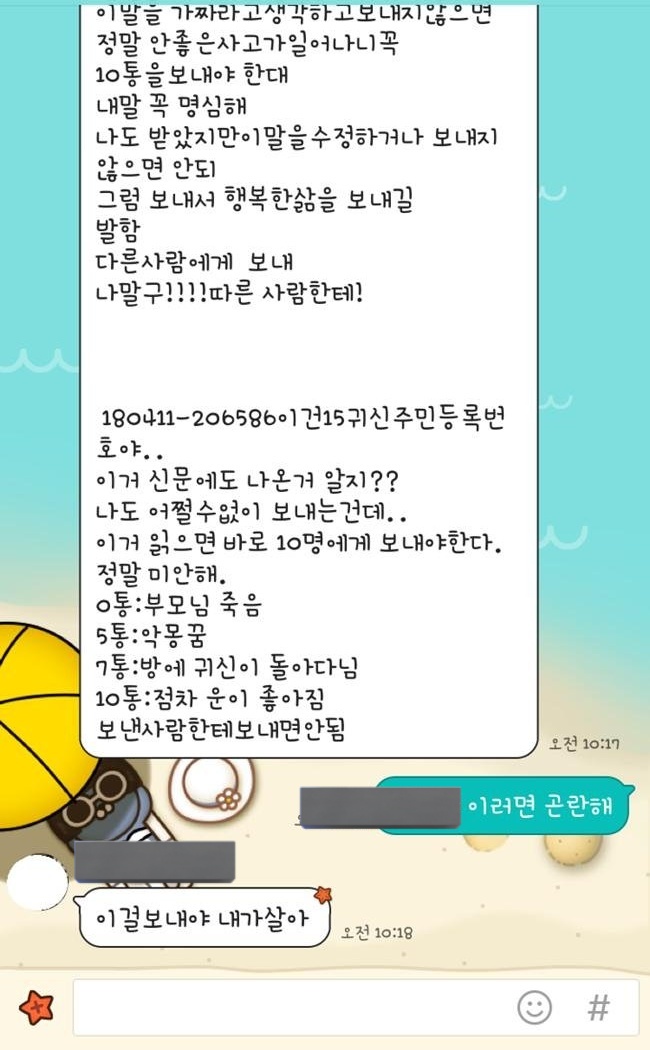 이말을 가짜라고생각하고보내지않으면
정말 안좋은사고가일어나니꼭
10통을보내야 한대
내말 꼭 명심해
나도 받았지만이말을수정하거나 보내지
않으면 안되
그럼 보내서 행복한삶을 보내길
발함
다른사람에게 보내
나말구!!!!따른 사람한테!
180411-206586이건15귀신주민등록번
호야..
이거 신문에도 나온거 알지??
나도 어쩔수없이 보내는건데..
이거 읽으면 바로 10명에게 보내야한다.
정말 미안해.
0통:부모님 죽음
5통:악몽꿈
7통:방에 귀신이 돌아다님
10통:점차 운이 좋아짐
보낸사람한테보내면안됨
오전 10:17
이러면 곤란해
이걸보내야 내가살아
오전 10:18
#